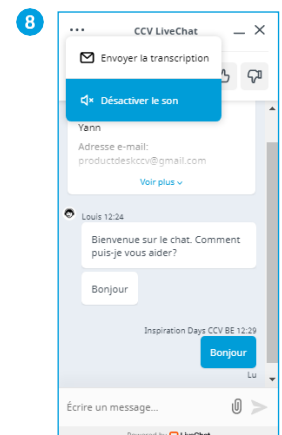 8
CCV LiveChat
Envoyer la transcription
Désactiver le son
Yann
Adresse e-mail:
productdeskccv@gmail.com
Voir plus
Louis 12:24
Bienvenue sur le chat. Comment
puis-je vous aider?
Bonjour
Inspiration Days CCV BE 12:29
Bonjour
Lu
Écrire un message...
Powered by LiveChat